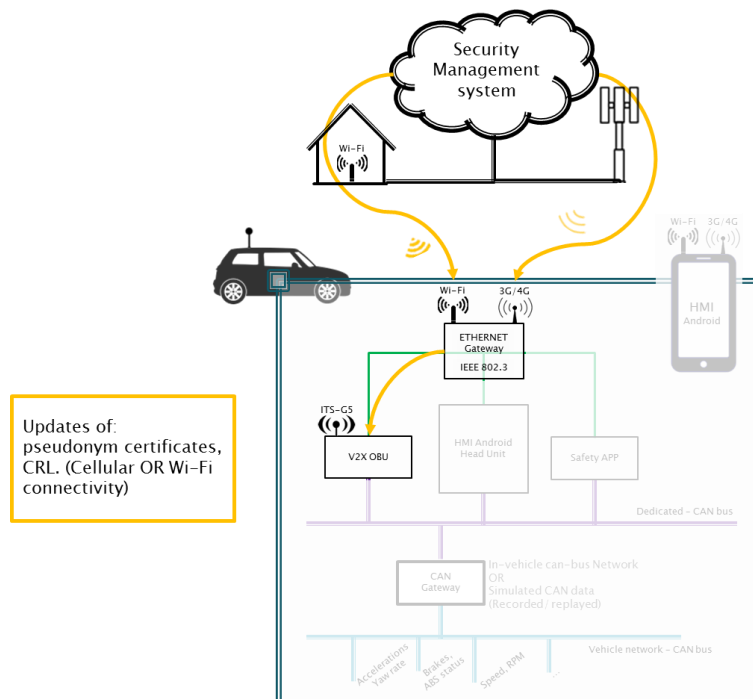 Security
Management
system
Wi-Fi
Wi-Fi
3G/4G
HMI
Android
Wi-Fi
3G/4G
ETHERNET
Gateway
IEEE 802.3
ITS-G5
V2X OBU
HMI Android
Head Unit
Safety APP
Updates of:
pseudonym certificates,
CRL. (Cellular OR Wi-Fi
connectivity)
Dedicated - CAN bus
CAN
Gateway
In-vehicle can-bus Network
OR
Simulated CAN data
(Recorded/ replayed)
Vehicle network - CAN bus
Accelerations
Yaw rate
Brakes,
ABS status
Speed, RPM